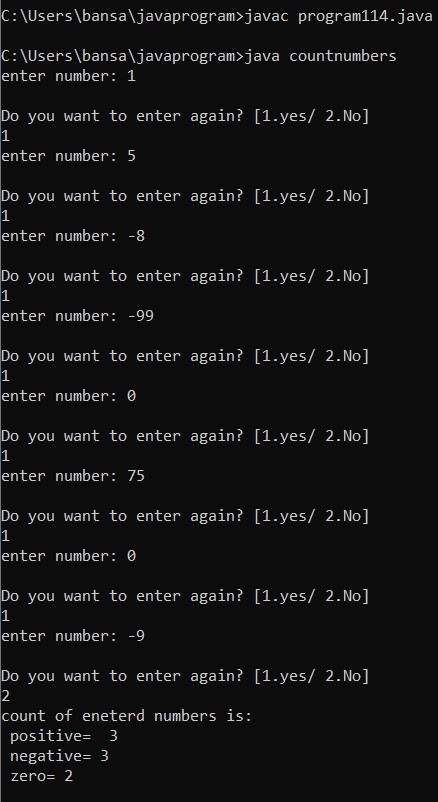 C:\Users\bansa\javaprogram>javac program114.java
C:\Users\bansa\javaprogram>java countnumbers
enter number: 1
Do you want to enter again? [1.yes/ 2.No]
1
enter number: 5
Do you want to enter again? [1.yes/ 2.No]
1
enter number: -8
Do you want to enter again? [1.yes/ 2.No]
1
enter number: -99
Do you want to enter again? [1.yes/ 2.No]
1
enter number: 0
Do you want to enter again? [1.yes/ 2.No]
1
enter number: 75
Do you want to enter again? [1.yes/ 2.No]
1
enter number: 0
Do you want to enter again? [1.yes/ 2.No]
1
enter number: -9
Do you want to enter again? [1.yes/ 2.No]
2
count of eneterd numbers is:
 positive=  3
 negative= 3
 zero= 2